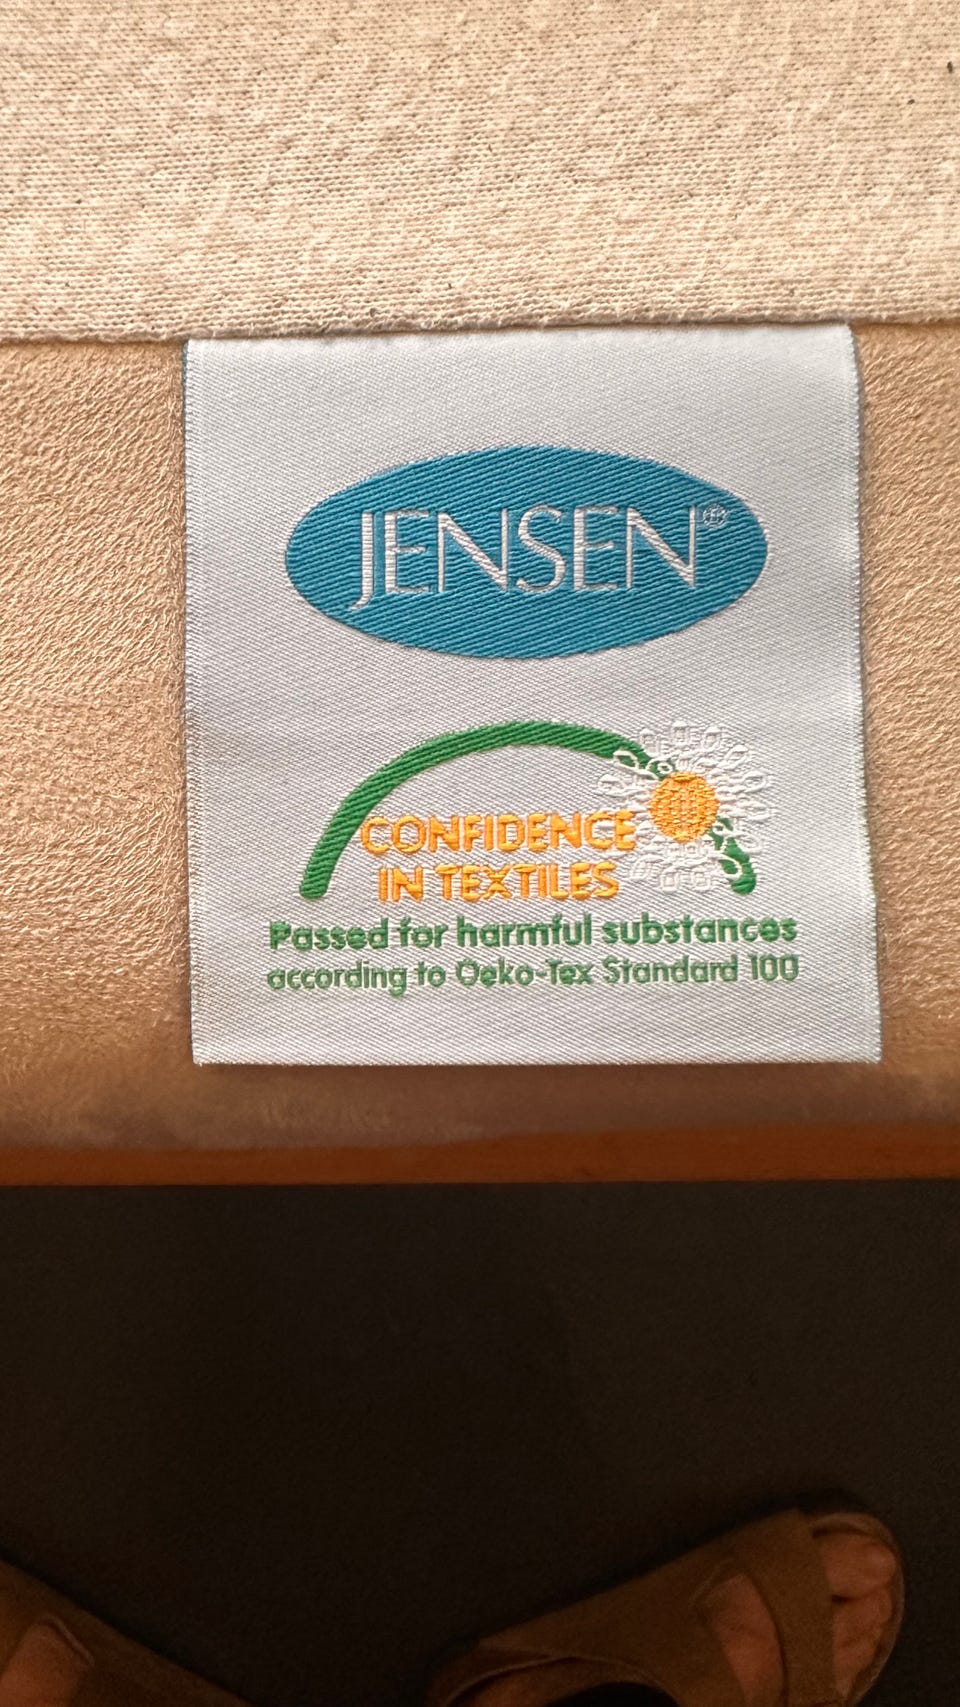 JENSEN®
CONFIDENCE
IN TEXTILES
Passed for harmful substances
according to Oeko-Tex Standard 100